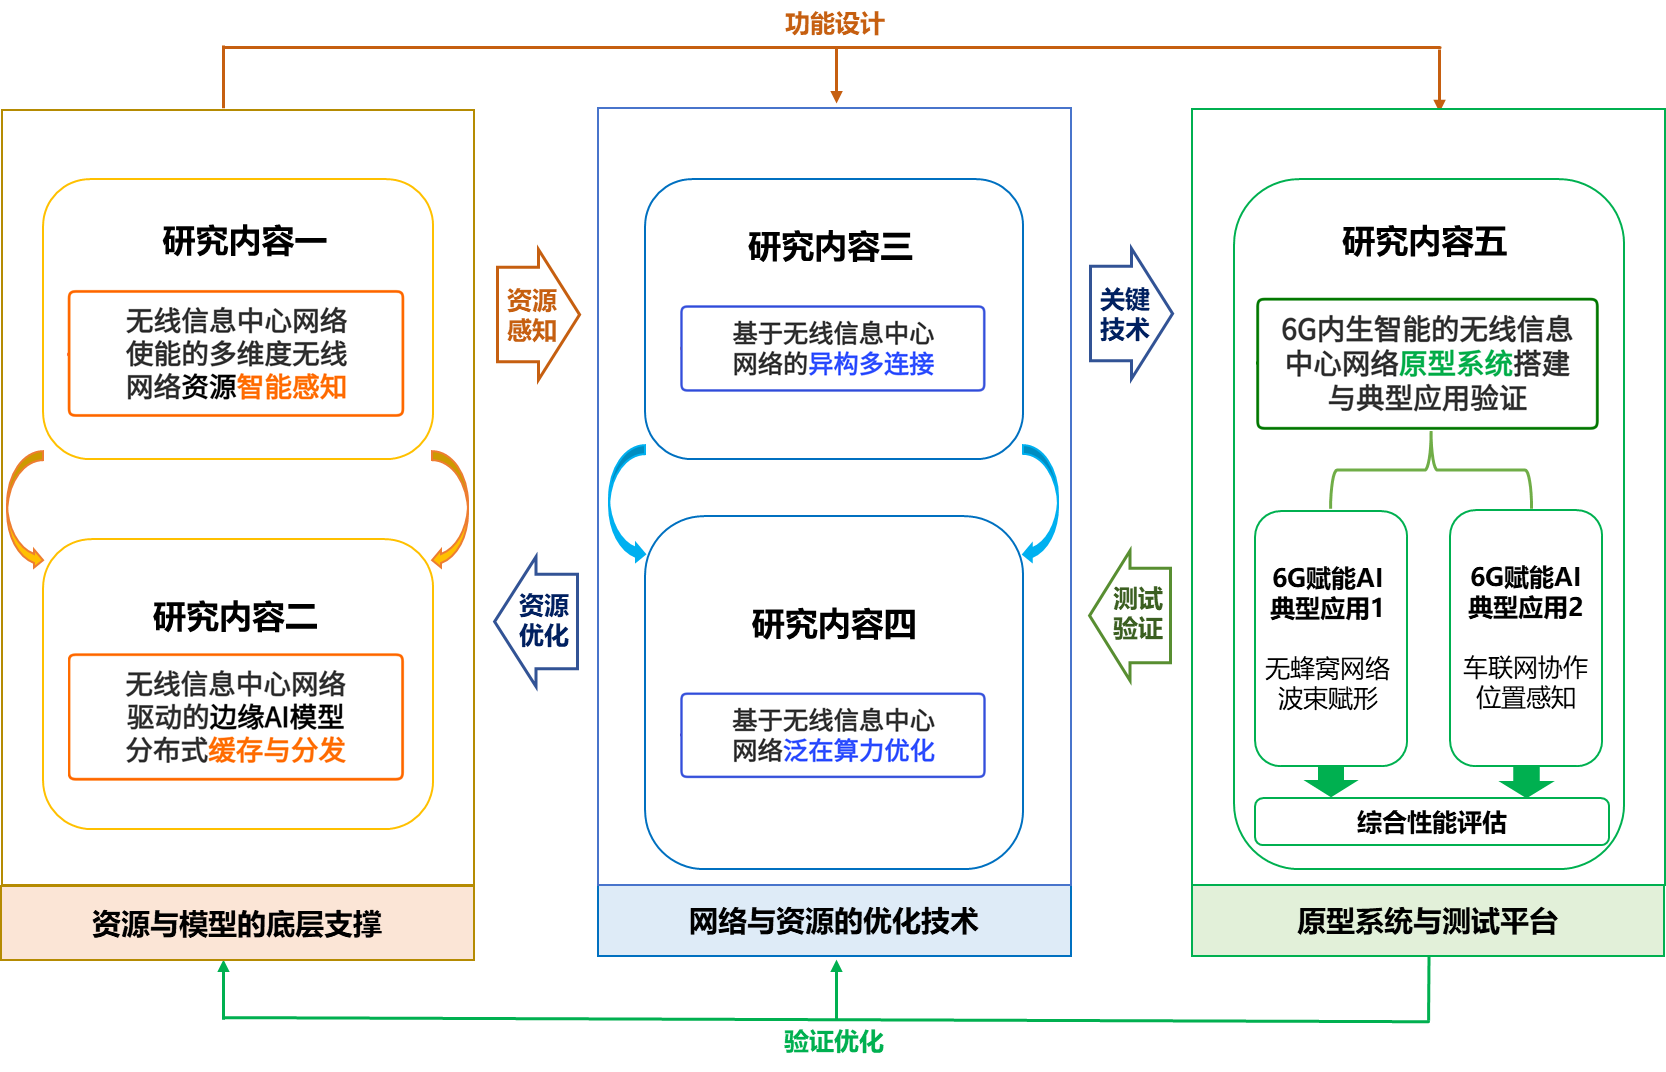 功能设计
研究内容一
无线信息中心网络
使能的多维度无线
网络资源智能感知
研究内容二
无线信息中心网络
驱动的边缘AI模型
分布式缓存与分发
资源与模型的底层支撑
资源
感知
资源
优化
研究内容三
基于无线信息中心
网络的异构多连接
研究内容四
基于无线信息中心
网络泛在算力优化
网络与资源的优化技术
关键
技术
测试
验证
研究内容五
6G内生智能的无线信息
中心网络原型系统搭建
与典型应用验证
6G赋能AI
典型应用1
无蜂窝网络
波束赋形
6G赋能AI
典型应用2
车联网协作
位置感知
综合性能评估
原型系统与测试平台
验证优化